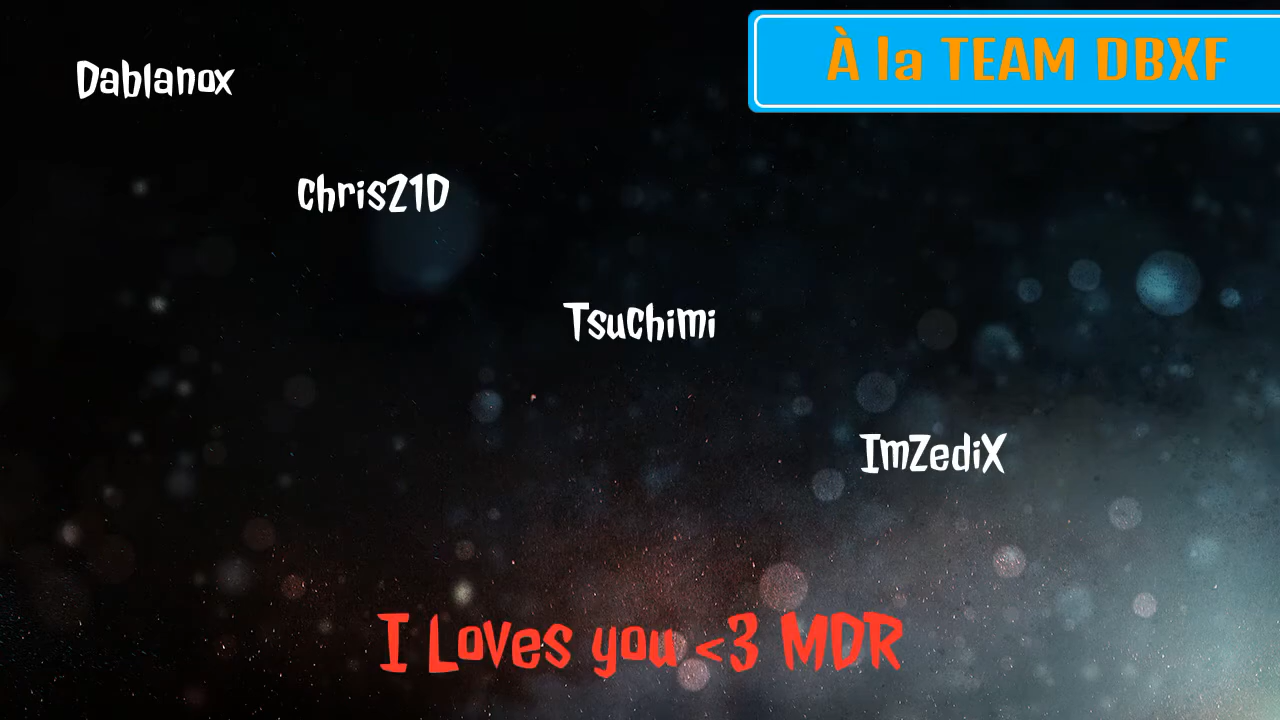 À la TEAM DBXF
Dablanox
Chris21D
Tsuchimi
ImZediX
I Loves you <3 MDR